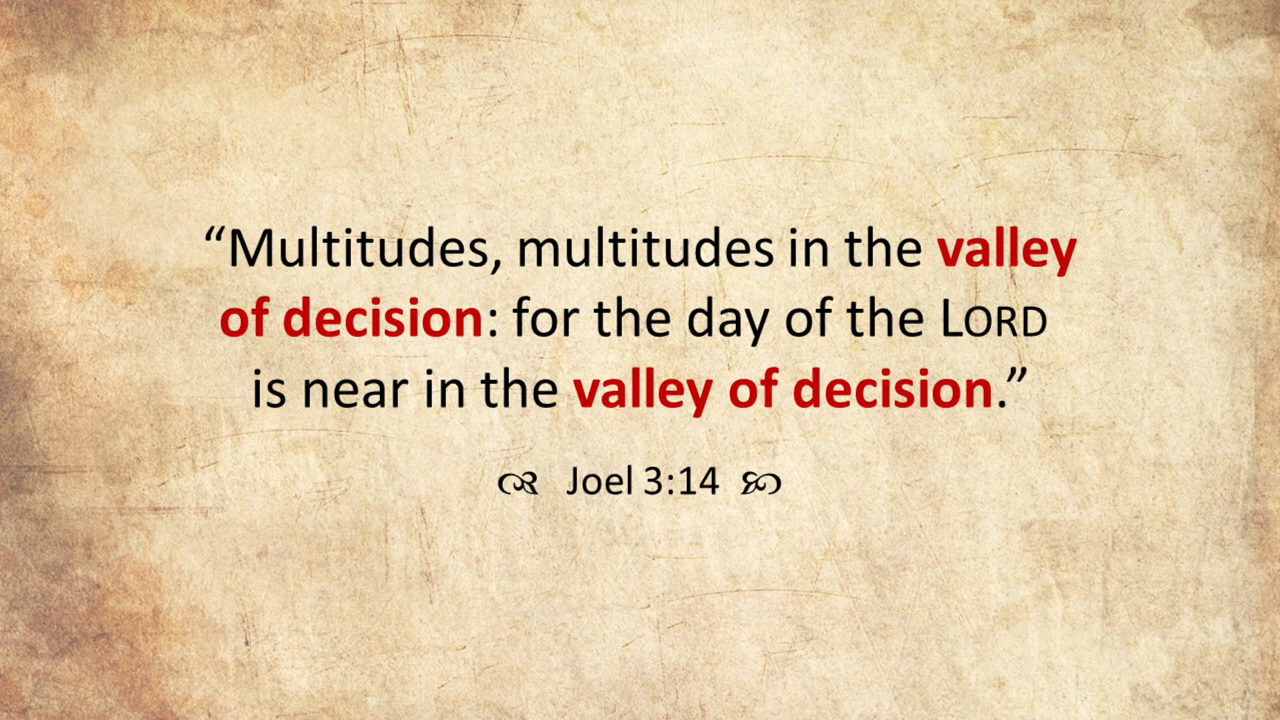 “Multitudes, multitudes in the valley
of decision: for the day of the LORD
is near in the valley of decision.”
Joel 3:14